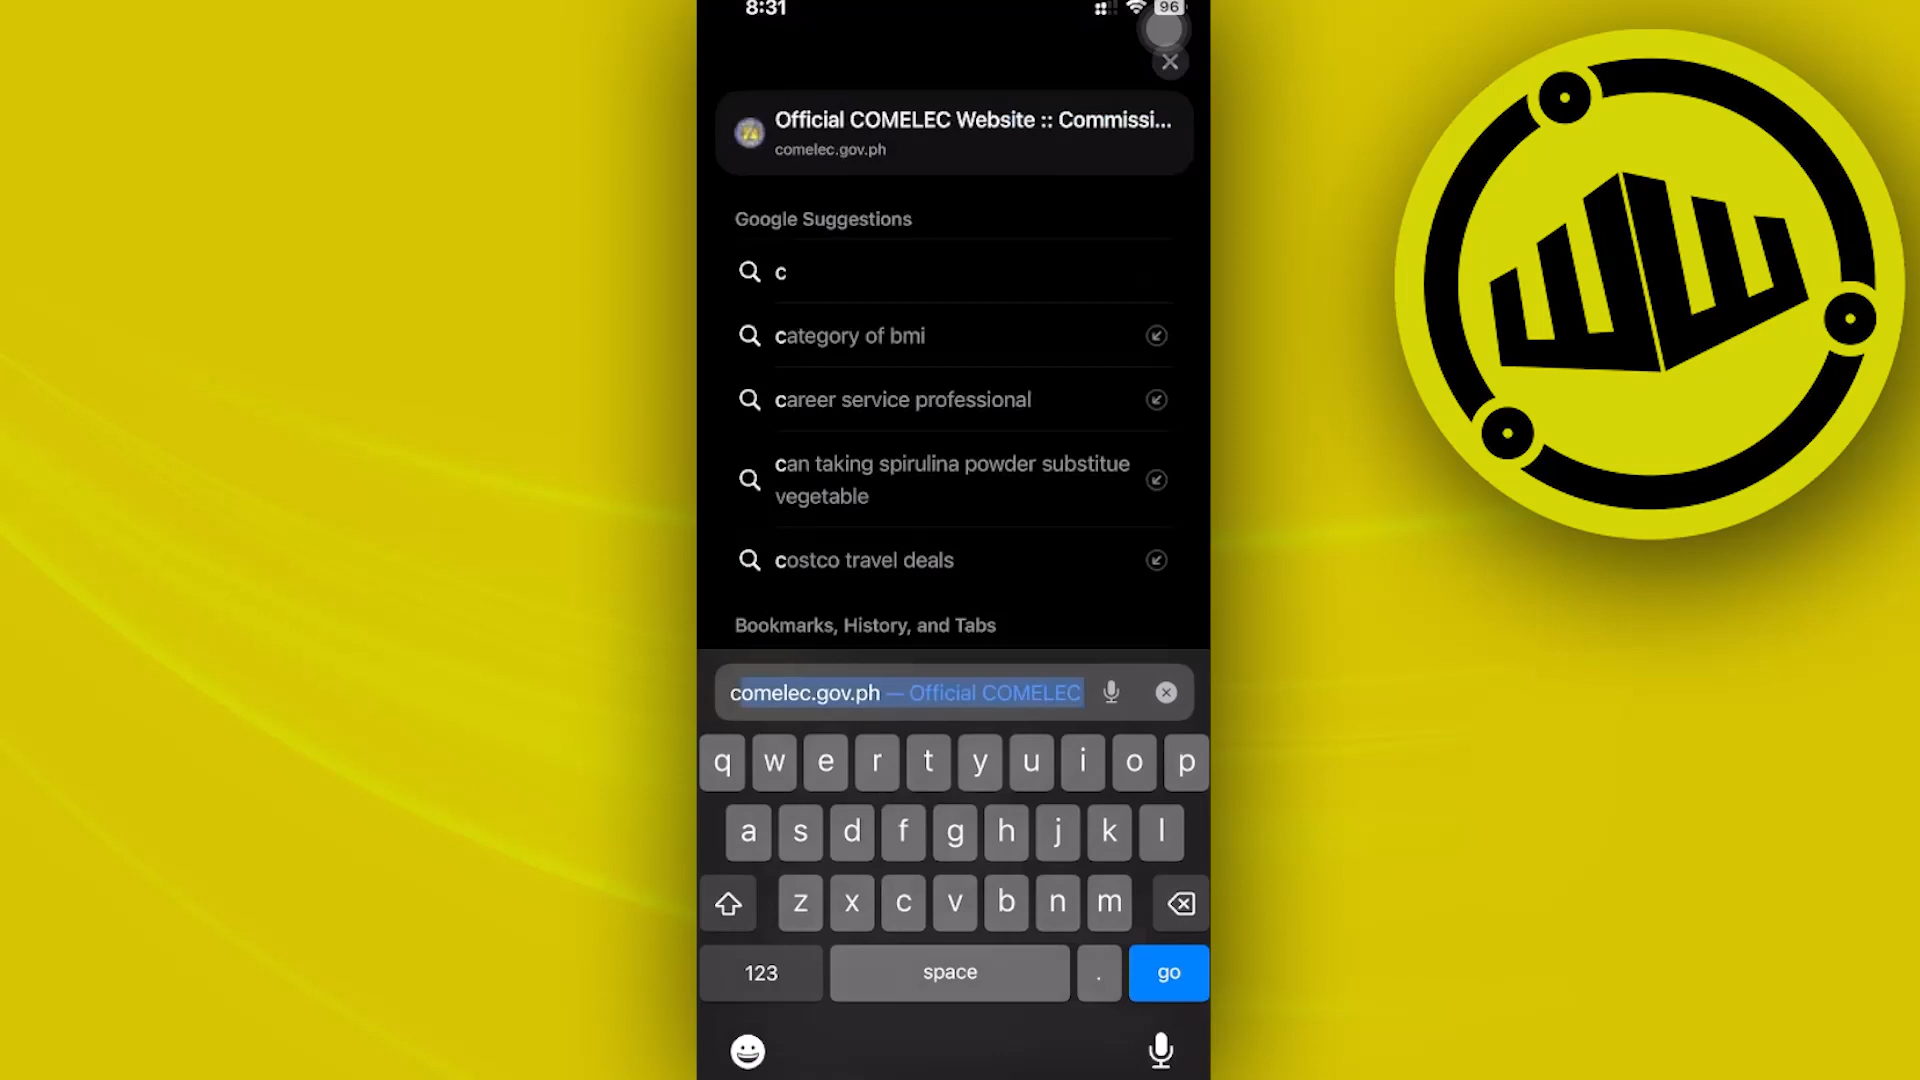 8:31
96
Official COMELEC Website :: Commissi...
comelec.gov.ph
Google Suggestions
c
category of bmi
career service professional
can taking spirulina powder substitue
vegetable
costco travel deals
Bookmarks, History, and Tabs
comelec.gov.ph — Official COMELEC
q w e r t y u i o p
a s d f g h j k l
z x c v b n m
123 space . go